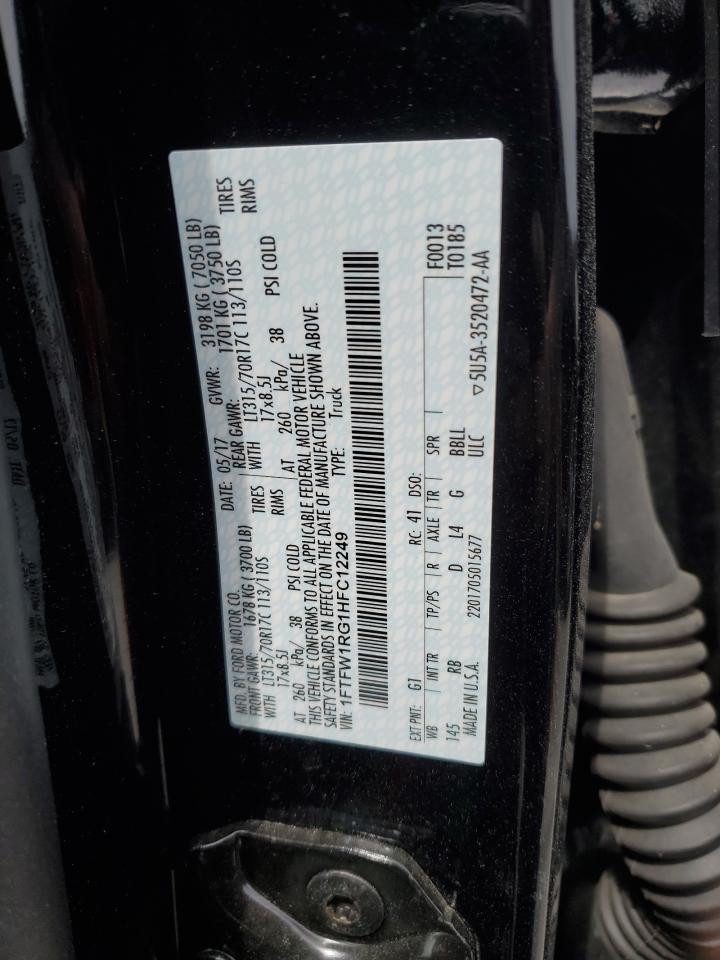 MFD. BY FORD MOTOR CO.
DATE: 05/17 GVWR: 3198 KG ( 7050 LB)
FRONT GAWR: 1678 KG (3700 LB) REAR GAWR: 1701 KG ( 3750 LB)
WITH LT315/70R17C 113/110S TIRES WITH LT315/70R17C 113/110S TIRES
17x8.5J RIMS 17x8.5J RIMS
AT 260 kPa/ 38 PSI COLD AT 260 kPa/ 38 PSI COLD
THIS VEHICLE CONFORMS TO ALL APPLICABLE FEDERAL MOTOR VEHICLE
SAFETY STANDARDS IN EFFECT ON THE DATE OF MANUFACTURE SHOWN ABOVE.
VIN: 1FTFW1RG1HFC12249 TYPE: Truck
EXT PNT: G1 RC: 41 DSO: F0013
WB INT TR TP/PS R AXLE TR SPR T0185
145 RB D L4 G BBLL
MADE IN U.S.A. 2201705015677 ULC
▽5U5A-3520472-AA